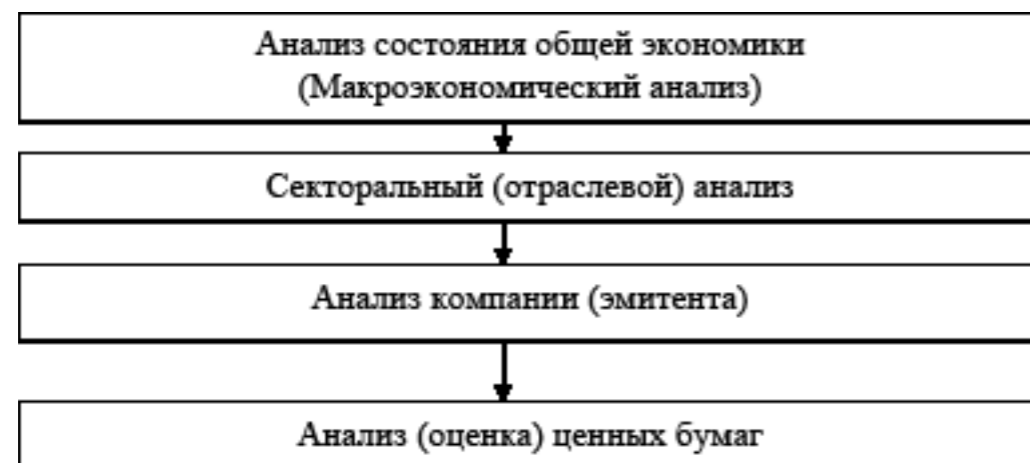 Анализ состояния общей экономики
(Макроэкономический анализ)
Секторальный (отраслевой) анализ
Анализ компании (эмитента)
Анализ (оценка) ценных бумаг